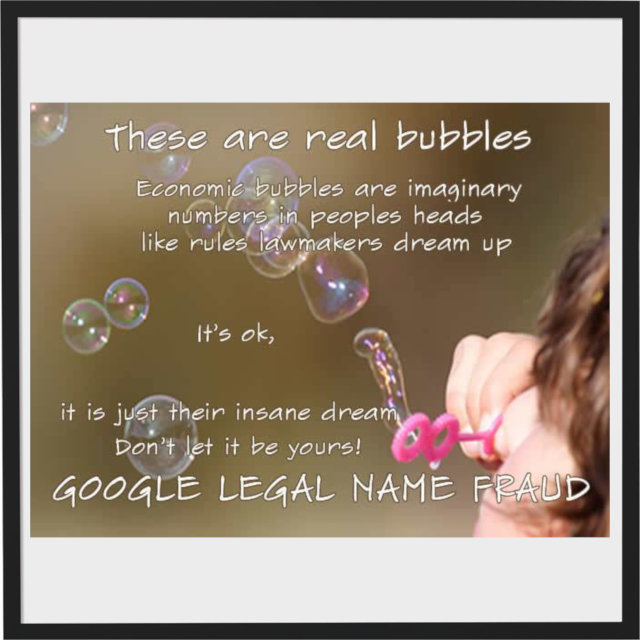 These are real bubbles
Economic bubbles are imaginary
numbers in peoples heads
like rules lawmakers dream up
It's ok,
it is just their insane dream
Don't let it be yours!
GOOGLE LEGAL NAME FRAUD